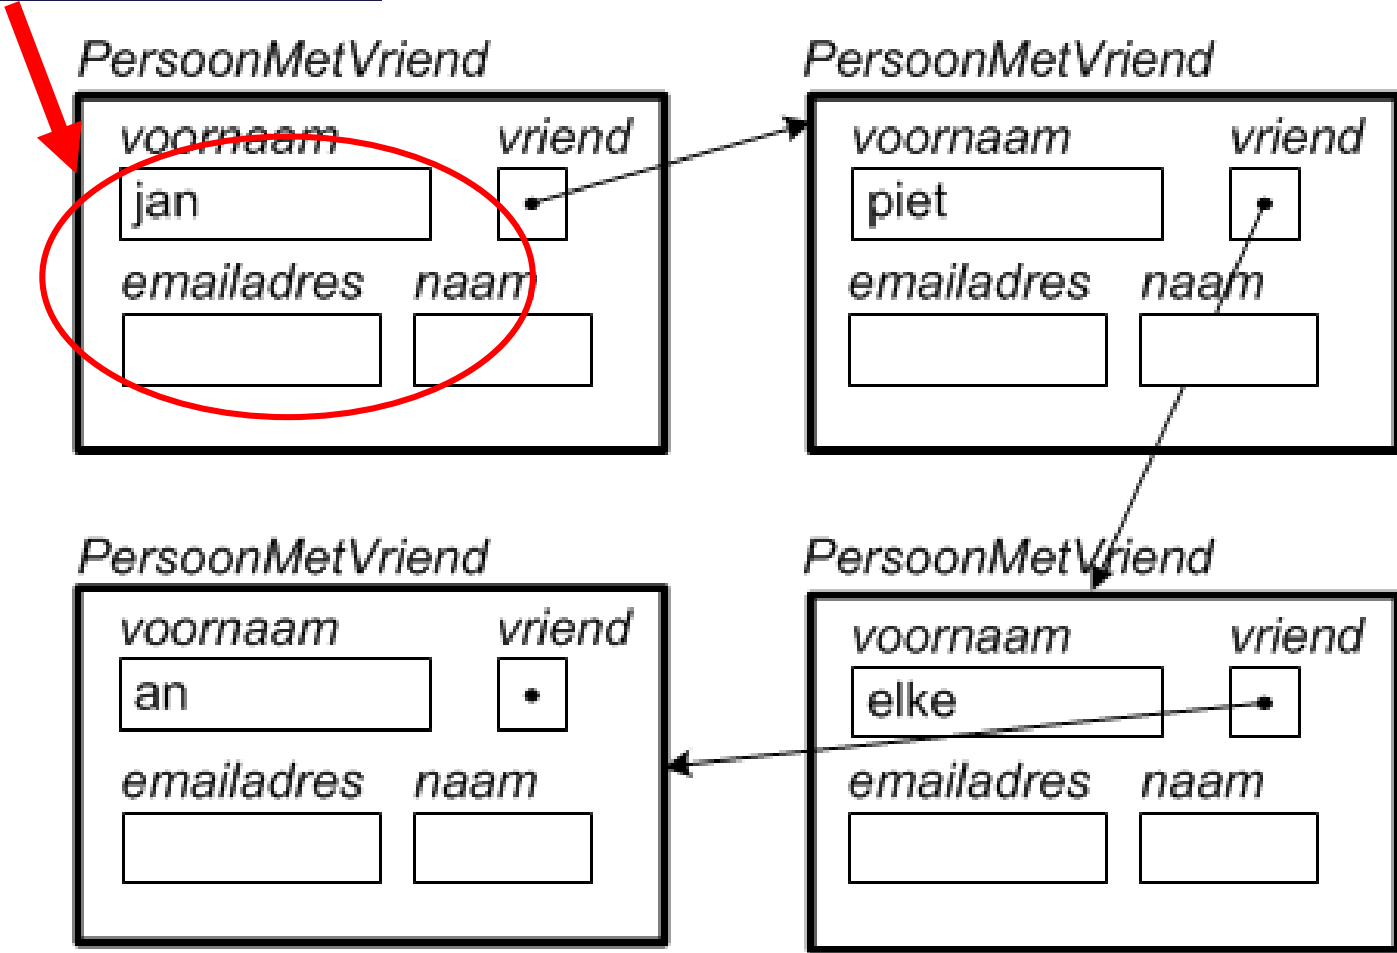 PersoonMetVriend
voornaam vriend
jan
emailadres naam
PersoonMetVriend
voornaam vriend
piet
emailadres naam
PersoonMetVriend
voornaam vriend
an
emailadres naam
PersoonMetVriend
voornaam vriend
elke
emailadres naam